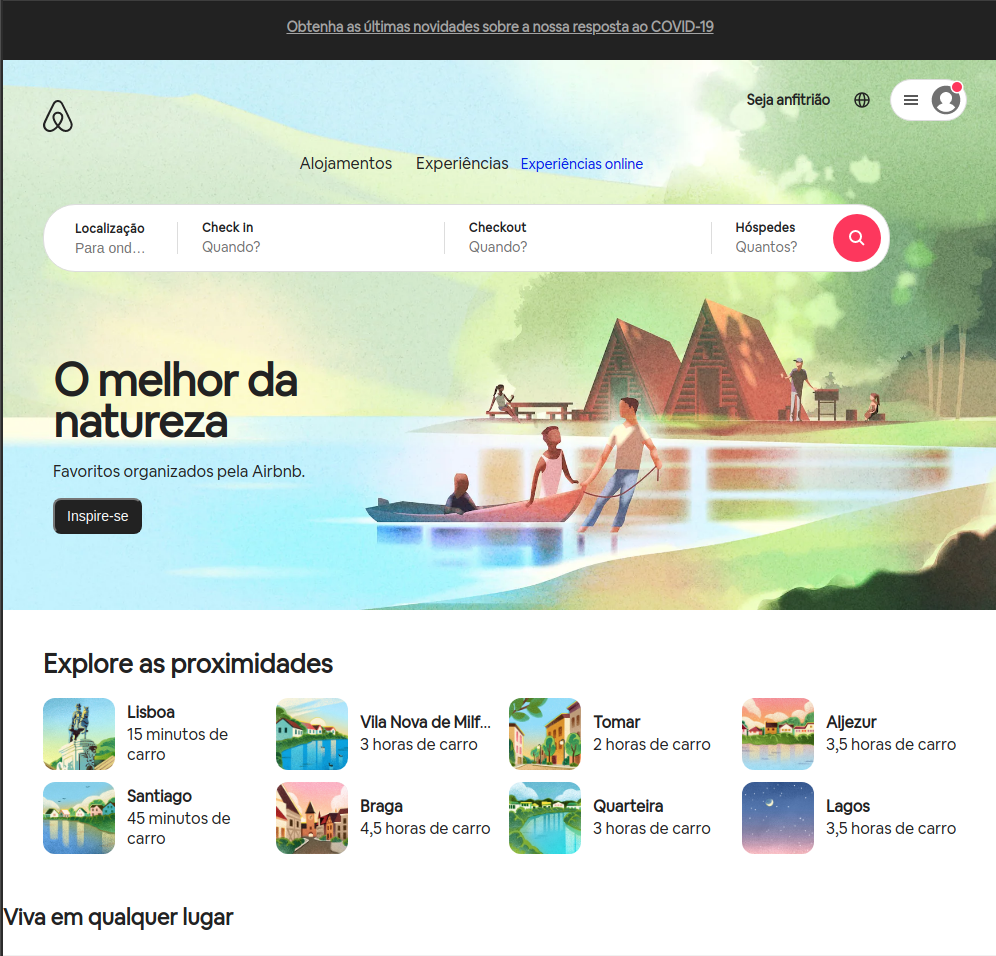 Obtenha as últimas novidades sobre a nossa resposta ao COVID-19
Seja anfitrião
Alojamentos Experiências Experiências online
Localização Check In Checkout Hóspedes
Para ond… Quando? Quando? Quantos?
O melhor da
natureza
Favoritos organizados pela Airbnb.
Inspire-se
Explore as proximidades
Lisboa
15 minutos de
carro
Vila Nova de Milf…
3 horas de carro
Tomar
2 horas de carro
Aljezur
3,5 horas de carro
Santiago
45 minutos de
carro
Braga
4,5 horas de carro
Quarteira
3 horas de carro
Lagos
3,5 horas de carro
Viva em qualquer lugar